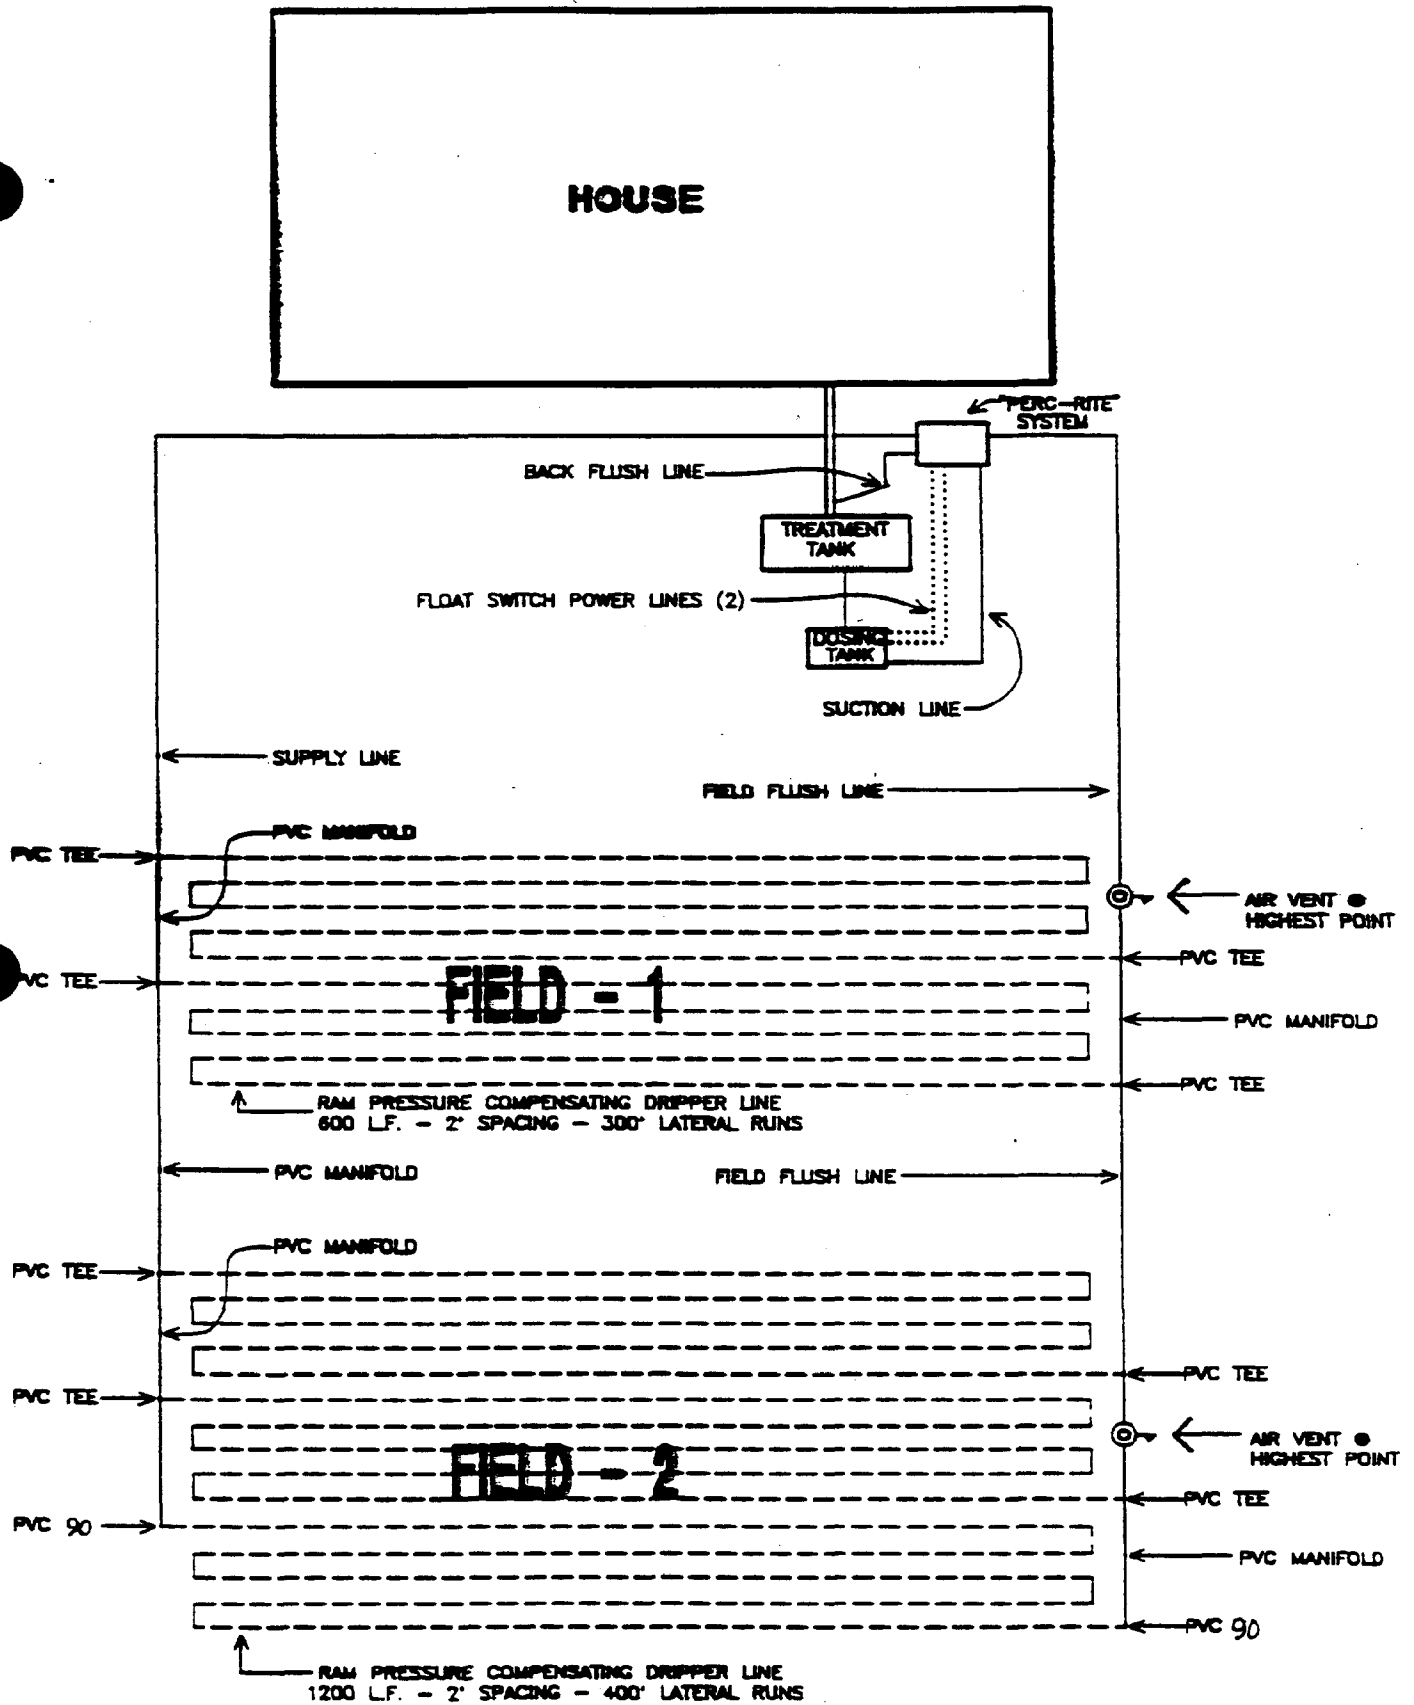 HOUSE
"PERC-RITE"
SYSTEM
BACK FLUSH LINE
TREATMENT
TANK
FLOAT SWITCH POWER LINES (2)
DOSING
TANK
SUCTION LINE
SUPPLY LINE
FIELD FLUSH LINE
PVC MANIFOLD
PVC TEE
AIR VENT @
HIGHEST POINT
PVC TEE
PVC TEE
FIELD - 1
PVC MANIFOLD
PVC TEE
RAM PRESSURE COMPENSATING DRIPPER LINE
600 L.F. - 2' SPACING - 300' LATERAL RUNS
PVC MANIFOLD
FIELD FLUSH LINE
PVC MANIFOLD
PVC TEE
PVC TEE
PVC TEE
AIR VENT @
HIGHEST POINT
FIELD - 2
PVC TEE
PVC 90
PVC MANIFOLD
PVC 90
RAM PRESSURE COMPENSATING DRIPPER LINE
1200 L.F. - 2' SPACING - 400' LATERAL RUNS